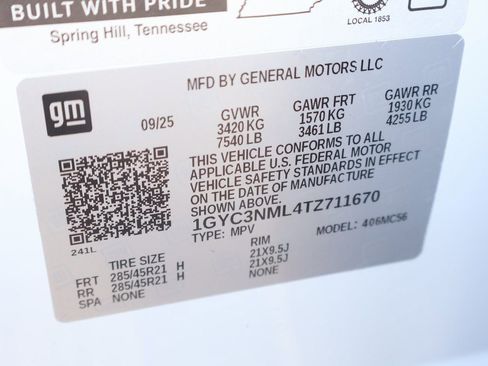 BUILT WITH PRIDE
Spring Hill, Tennessee
LOCAL 1853
MFD BY GENERAL MOTORS LLC
gm
09/25
GVWR
3420 KG
7540 LB
GAWR FRT
1570 KG
3461 LB
GAWR RR
1930 KG
4255 LB
THIS VEHICLE CONFORMS TO ALL
APPLICABLE U.S. FEDERAL MOTOR
VEHICLE SAFETY STANDARDS IN EFFECT
ON THE DATE OF MANUFACTURE
1GYC3NML4TZ711670
TYPE: MPV
MODEL: 406MC56
241L
TIRE SIZE
RIM
FRT 285/45R21 H 21X9.5J
RR 285/45R21 H 21X9.5J
SPA NONE NONE